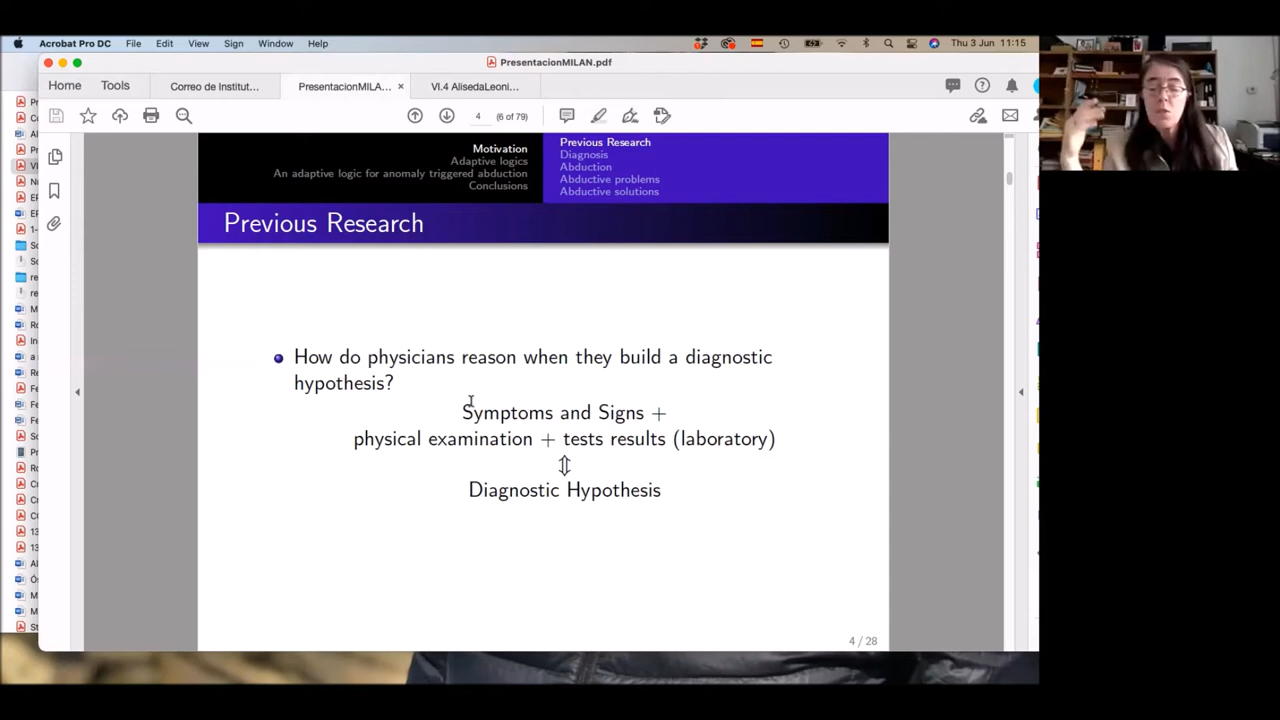 Acrobat Pro DC File Edit View Sign Window Help Thu 3 Jun 11:15
PresentacionMILAN.pdf
Home Tools Correo de Institut... PresentacionMILA... × VI.4 AlisedaLeoni...
4 (6 of 79)
Motivation
Adaptive logics
An adaptive logic for anomaly triggered abduction
Conclusions
Previous Research
Diagnosis
Abduction
Abductive problems
Abductive solutions
Previous Research
How do physicians reason when they build a diagnostic
hypothesis?
Symptoms and Signs +
physical examination + tests results (laboratory)
⇕
Diagnostic Hypothesis
4 / 28